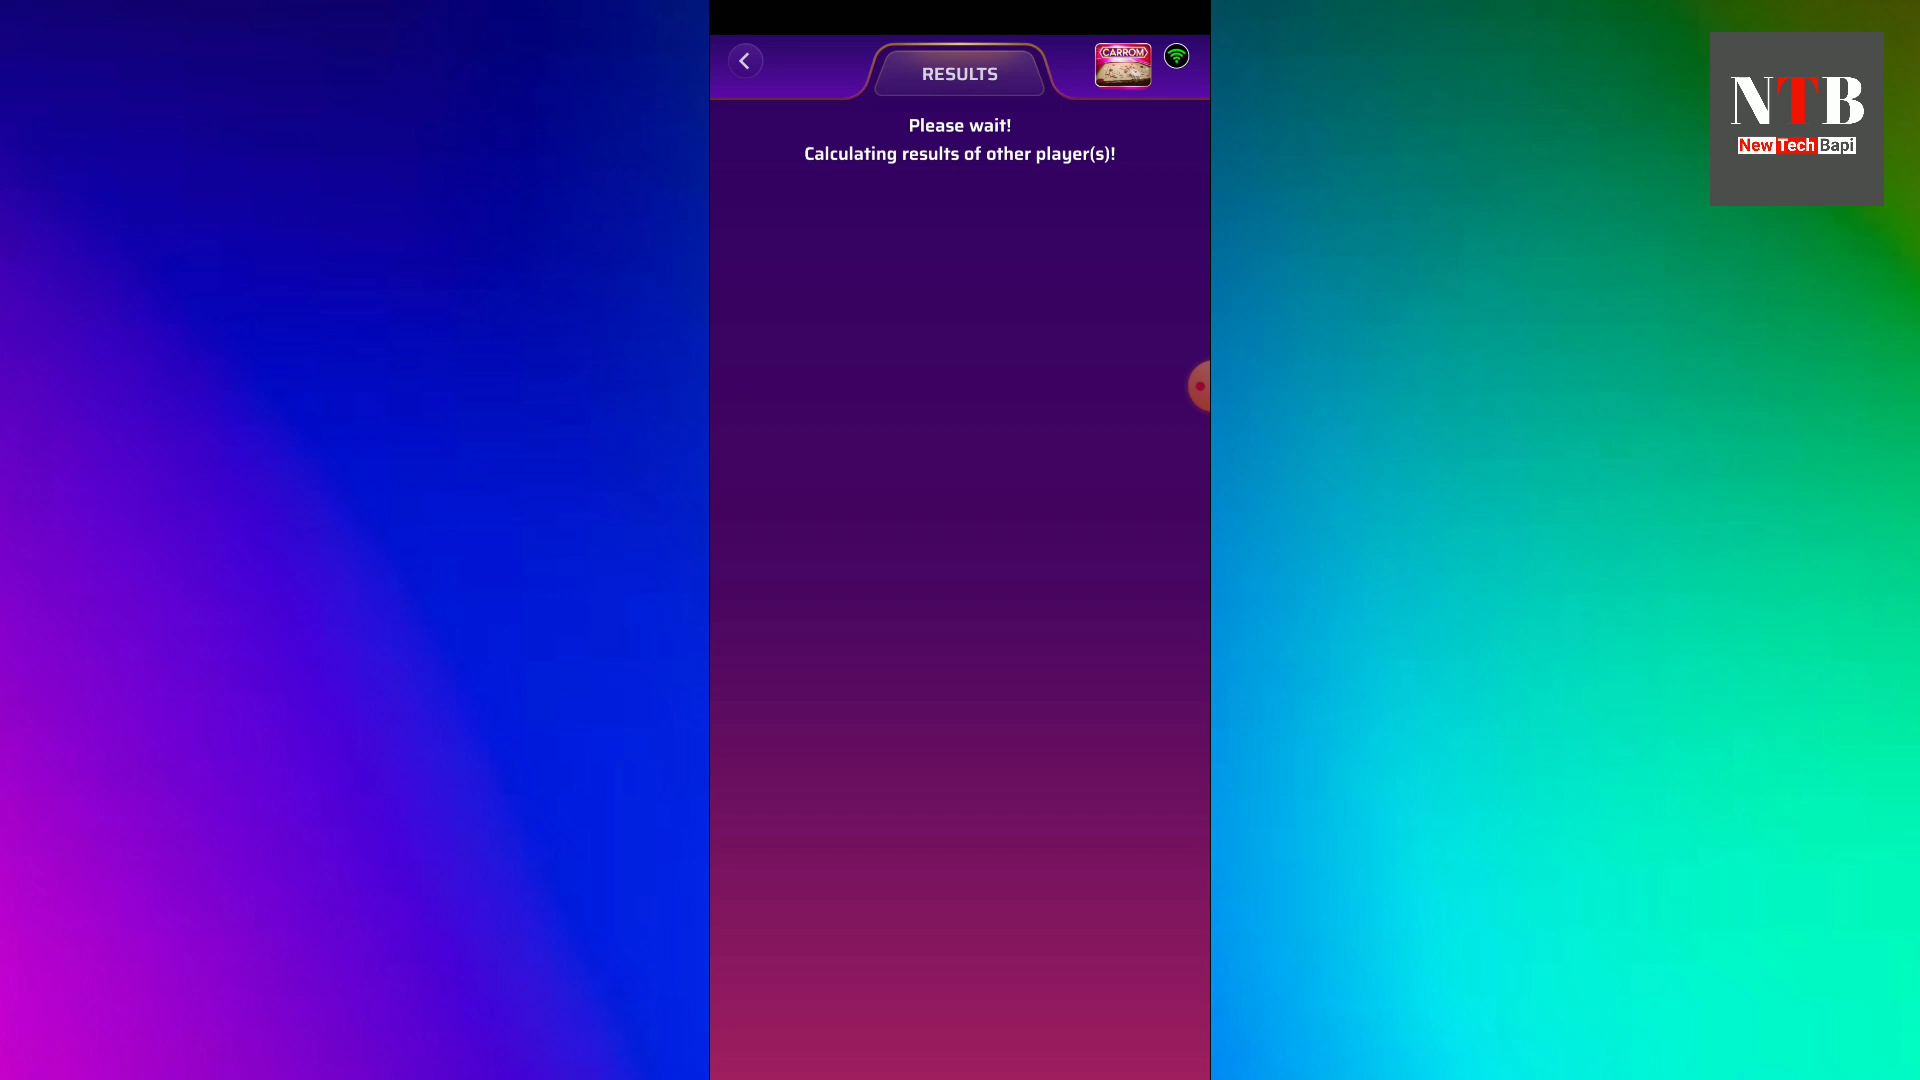 RESULTS
CARROM
Please wait!
Calculating results of other player(s)!
NTB
New Tech Bapi